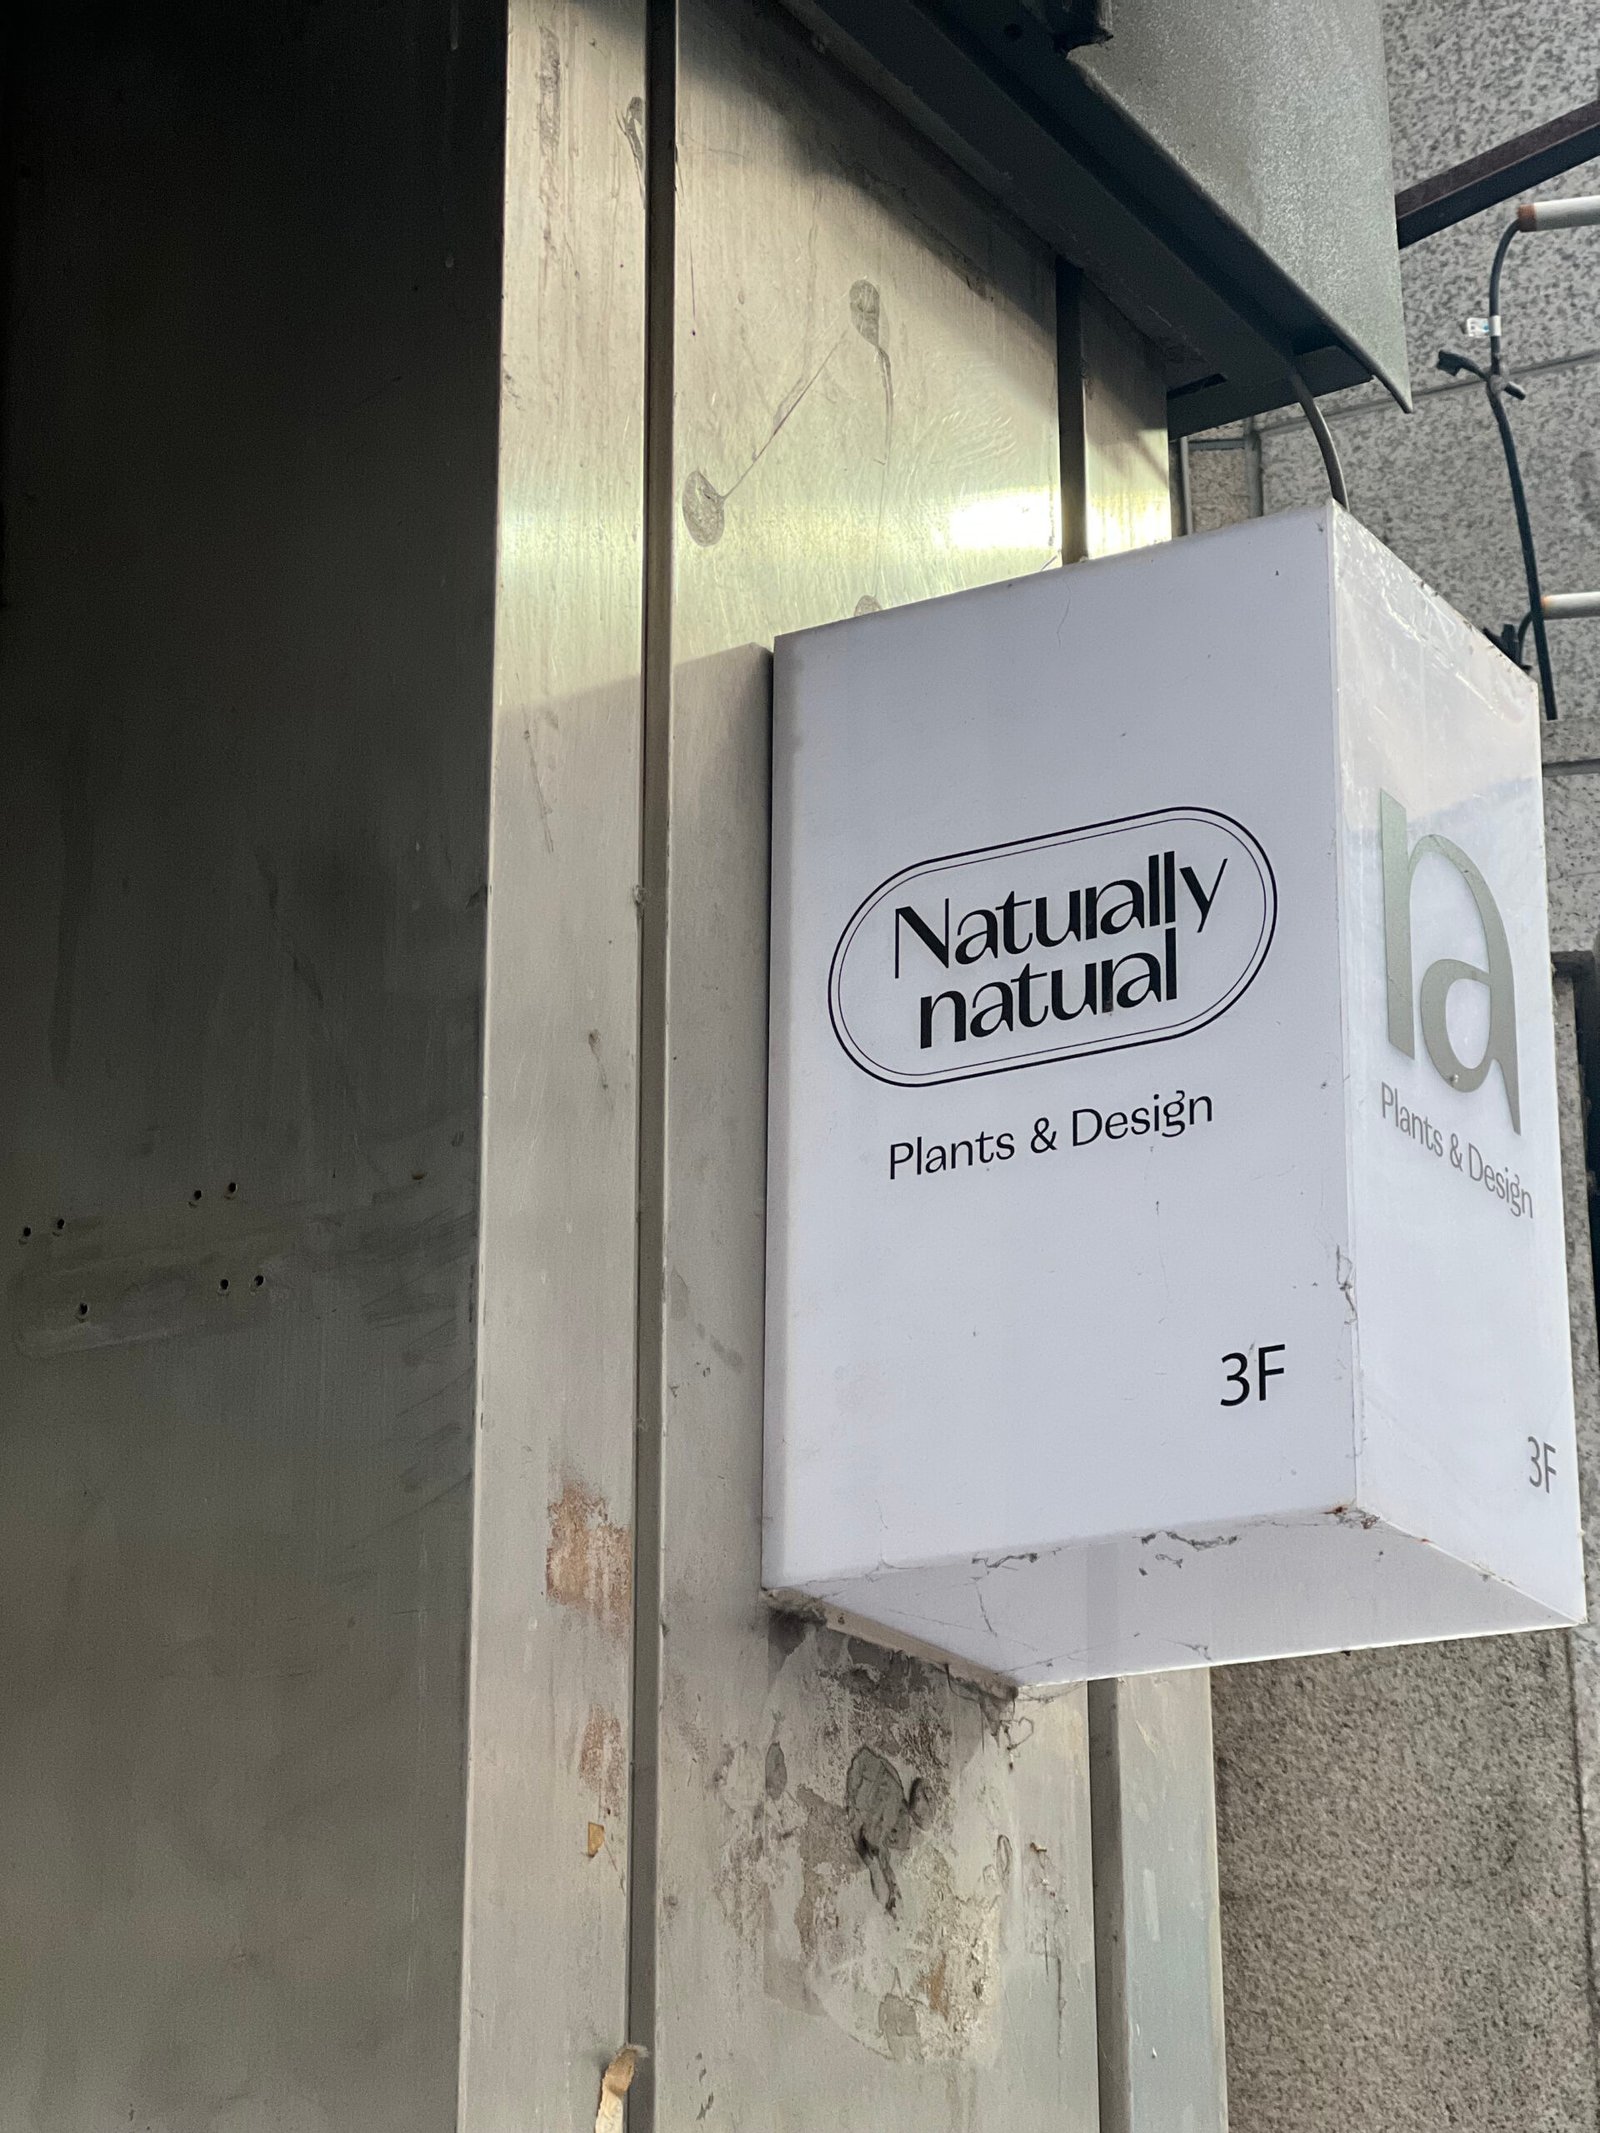 Naturally
natural
Plants & Design
3F
na
Plants & Design
3F